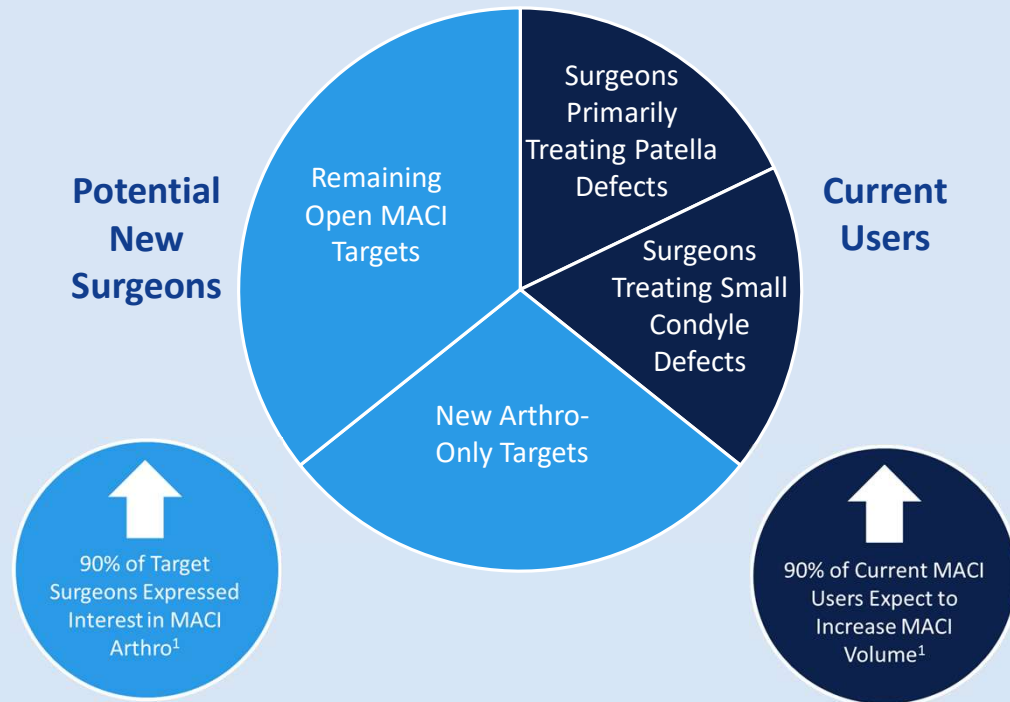 Surgeons
Primarily
Treating Patella
Defects
Remaining
Open MACI
Targets
Potential
New
Surgeons
Current
Users
Surgeons
Treating Small
Condyle
Defects
New Arthro-
Only Targets
90% of Target
Surgeons Expressed
Interest in MACI
Arthro¹
90% of Current MACI
Users Expect to
Increase MACI
Volume¹